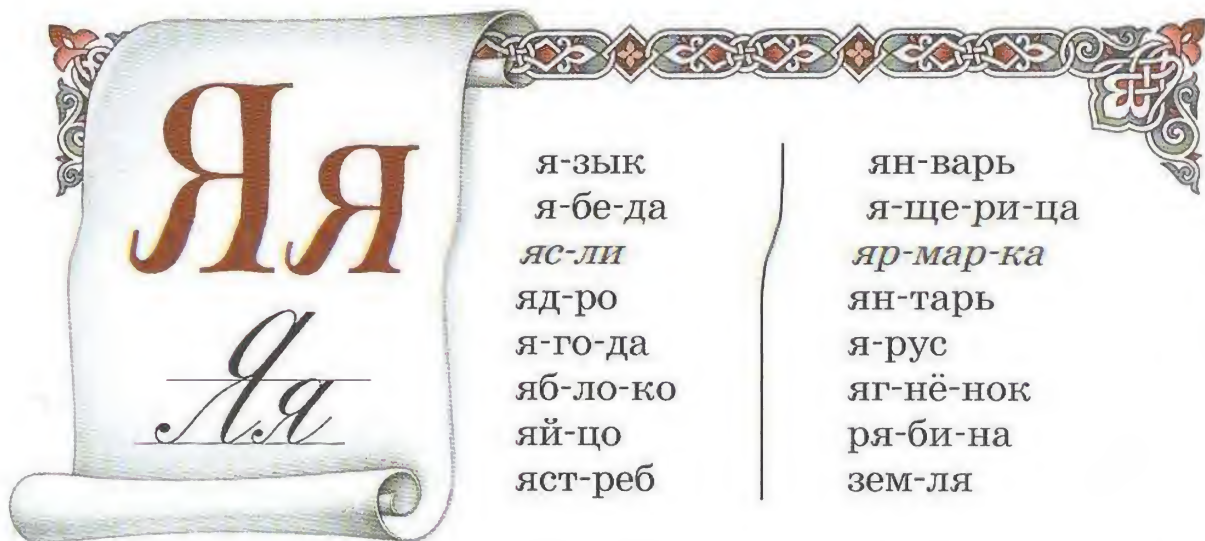 Яя
Яя
я-зык
я-бе-да
яс-ли
яд-ро
я-го-да
яб-ло-ко
яй-цо
яст-реб
ян-варь
я-ще-ри-ца
яр-мар-ка
ян-тарь
я-рус
яг-нё-нок
ря-би-на
зем-ля